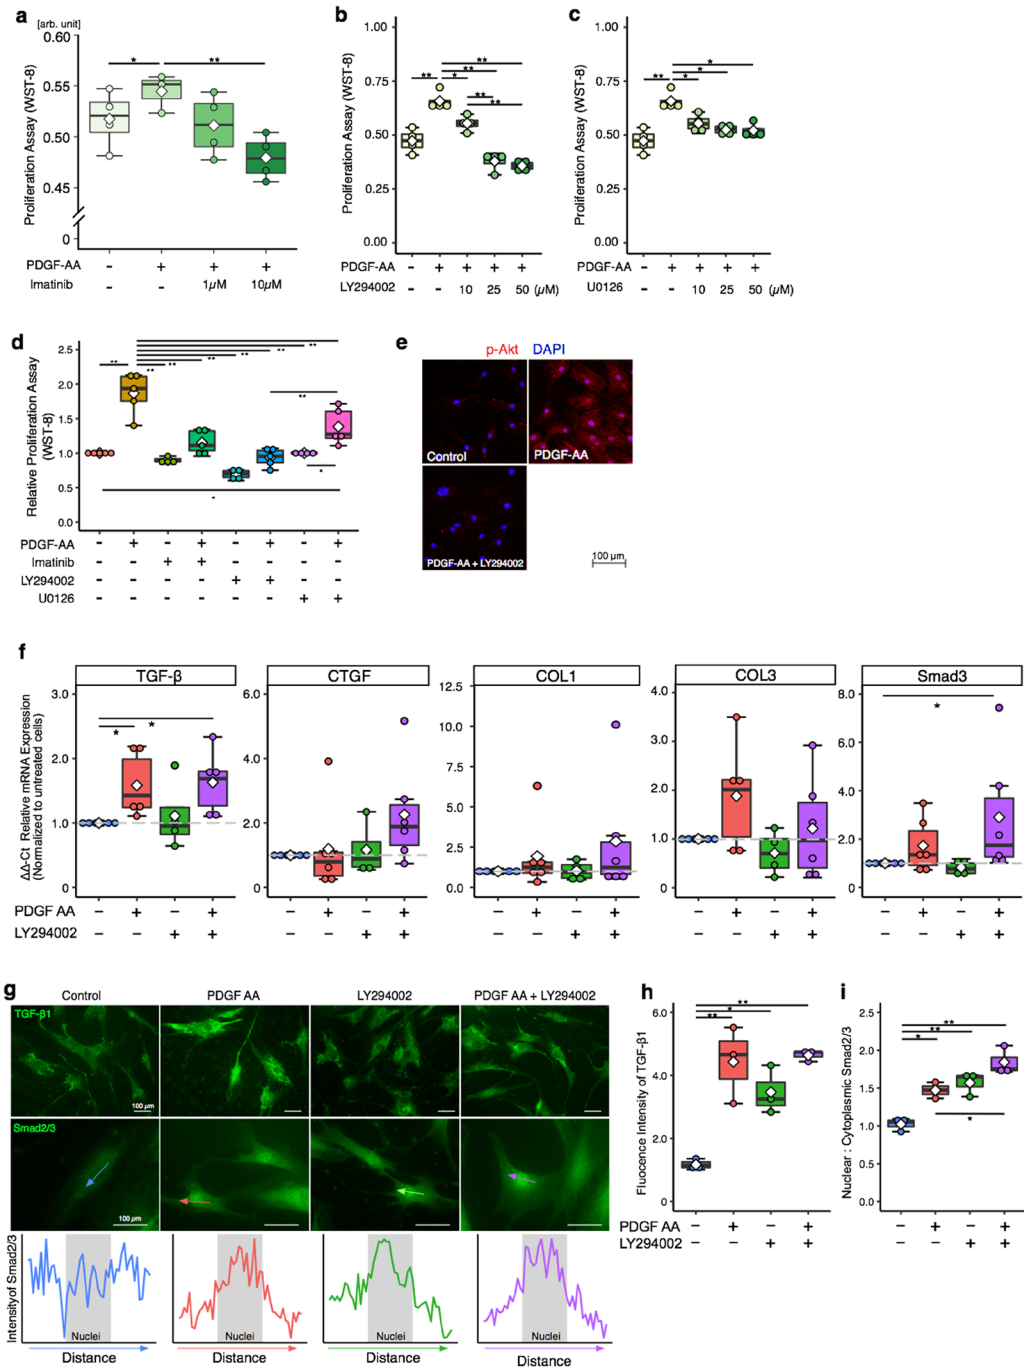 a
[arb. unit]
0.60
0.55
0.50
0.45
0
Proliferation Assay (WST-8)
*
**
PDGF-AA - + + +
Imatinib - - 1μM 10μM
b
1.00
0.75
0.50
0.25
0.00
Proliferation Assay (WST-8)
** * ** ** ** **
PDGF-AA - + + + +
LY294002 - - 10 25 50 (μM)
c
1.00
0.75
0.50
0.25
0.00
Proliferation Assay (WST-8)
** * * *
PDGF-AA - + + + +
U0126 - - 10 25 50 (μM)
d
2.5
2.0
1.5
1.0
0.5
0.0
Relative Proliferation Assay
(WST-8)
** ** ** ** ** ** ** * *
PDGF-AA - + - + - + - +
Imatinib - - + + - - - -
LY294002 - - - - + + - -
U0126 - - - - - - + +
e
p-Akt DAPI
Control
PDGF-AA
PDGF-AA + LY294002
100 μm
f
TGF-β
CTGF
COL1
COL3
Smad3
ΔΔ-Ct Relative mRNA Expression
(Normalized to untreated cells)
3.0
2.0
1.0
0
* *
6.0
4.0
2.0
0
12.5
10.0
7.5
5.0
2.5
0.0
4.0
3.0
2.0
1.0
0
8.0
6.0
4.0
2.0
0
*
PDGF AA - + - + - + - + - + - + - + - + - + - +
LY294002 - - + + - - + + - - + + - - + + - - + +
g
Control
PDGF AA
LY294002
PDGF AA + LY294002
TGF-β1
100 μm
Smad2/3
100 μm
Intensity of Smad2/3
Nuclei
Nuclei
Nuclei
Nuclei
Distance
Distance
Distance
Distance
h
Fluocence Intensity of TGF-β1
6.0
4.0
2.0
0
** * **
PDGF AA - + - +
LY294002 - - + +
i
Nuclear : Cytoplasmic Smad2/3
2.5
2.0
1.5
1.0
0.5
0.0
** ** * *
- + - +
- - + +